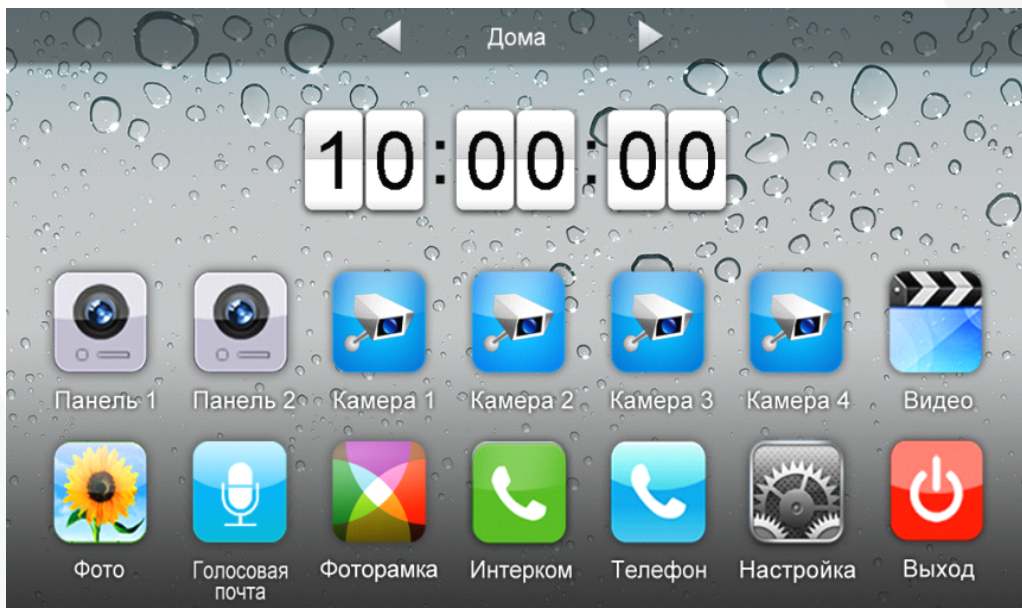 Дома
10:00:00
Панель 1 Панель 2 Камера 1 Камера 2 Камера 3 Камера 4 Видео
Фото Голосовая Фоторамка Интерком Телефон Настройка Выход
почта